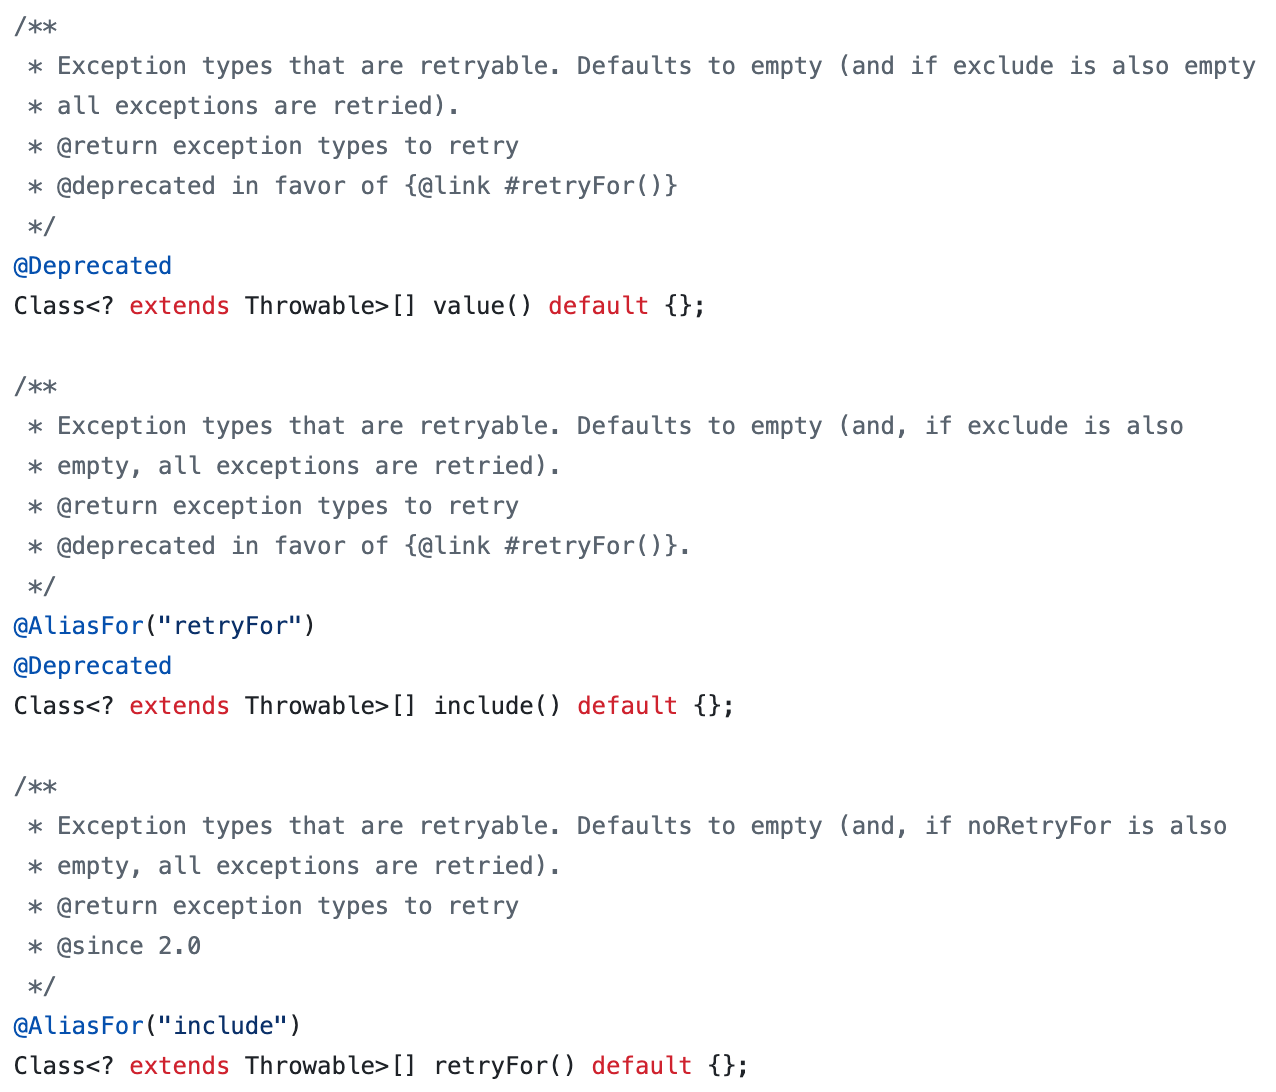 /**
 * Exception types that are retryable. Defaults to empty (and if exclude is also empty
 * all exceptions are retried).
 * @return exception types to retry
 * @deprecated in favor of {@link #retryFor()}
 */
@Deprecated
Class<? extends Throwable>[] value() default {};

/**
 * Exception types that are retryable. Defaults to empty (and, if exclude is also
 * empty, all exceptions are retried).
 * @return exception types to retry
 * @deprecated in favor of {@link #retryFor()}.
 */
@AliasFor("retryFor")
@Deprecated
Class<? extends Throwable>[] include() default {};

/**
 * Exception types that are retryable. Defaults to empty (and, if noRetryFor is also
 * empty, all exceptions are retried).
 * @return exception types to retry
 * @since 2.0
 */
@AliasFor("include")
Class<? extends Throwable>[] retryFor() default {};